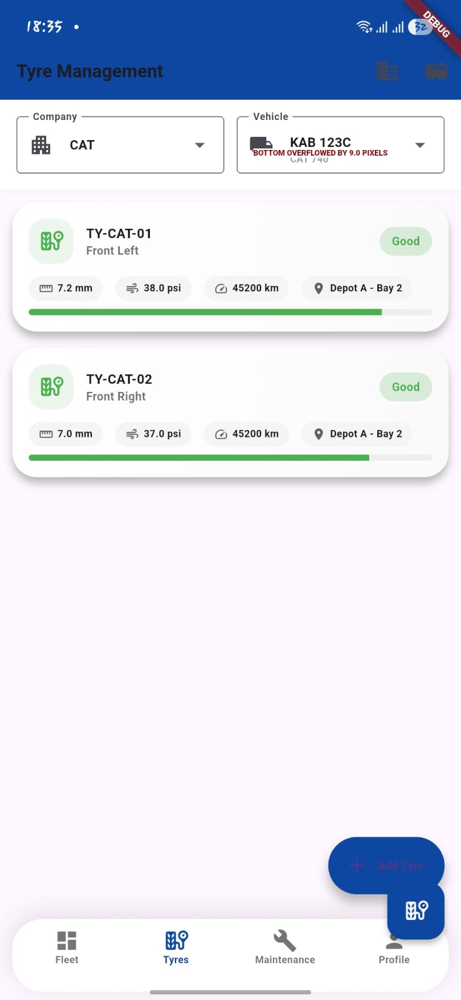 18:35
32
DEBUG
Tyre Management
Company
Vehicle
CAT
KAB 123C
BOTTOM OVERFLOWED BY 9.0 PIXELS
CAT 740
TY-CAT-01
Front Left
Good
7.2 mm
38.0 psi
45200 km
Depot A - Bay 2
TY-CAT-02
Front Right
Good
7.0 mm
37.0 psi
45200 km
Depot A - Bay 2
Add Tyre
Fleet
Tyres
Maintenance
Profile